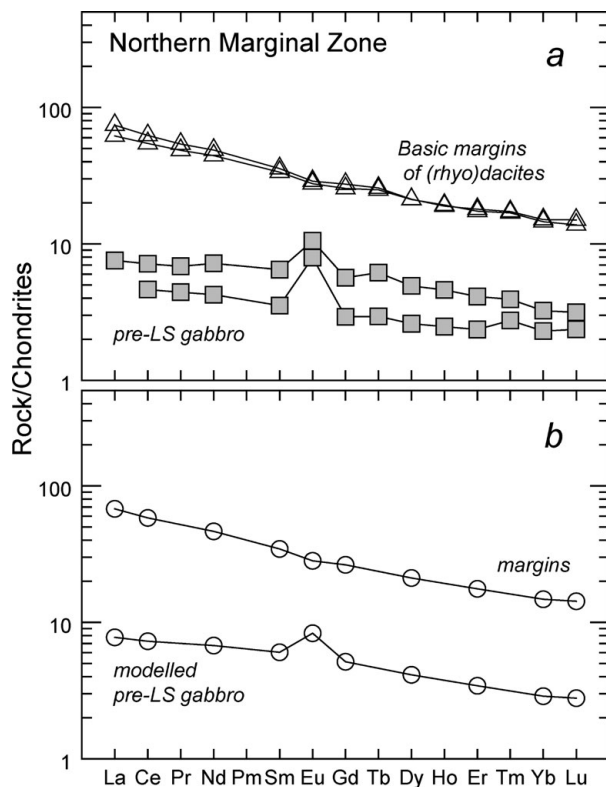 Northern Marginal Zone
a
100
Basic margins
of (rhyo)dacites
10
pre-LS gabbro
1
Rock/Chondrites
b
100
margins
10
modelled
pre-LS gabbro
1
La Ce Pr Nd Pm Sm Eu Gd Tb Dy Ho Er Tm Yb Lu